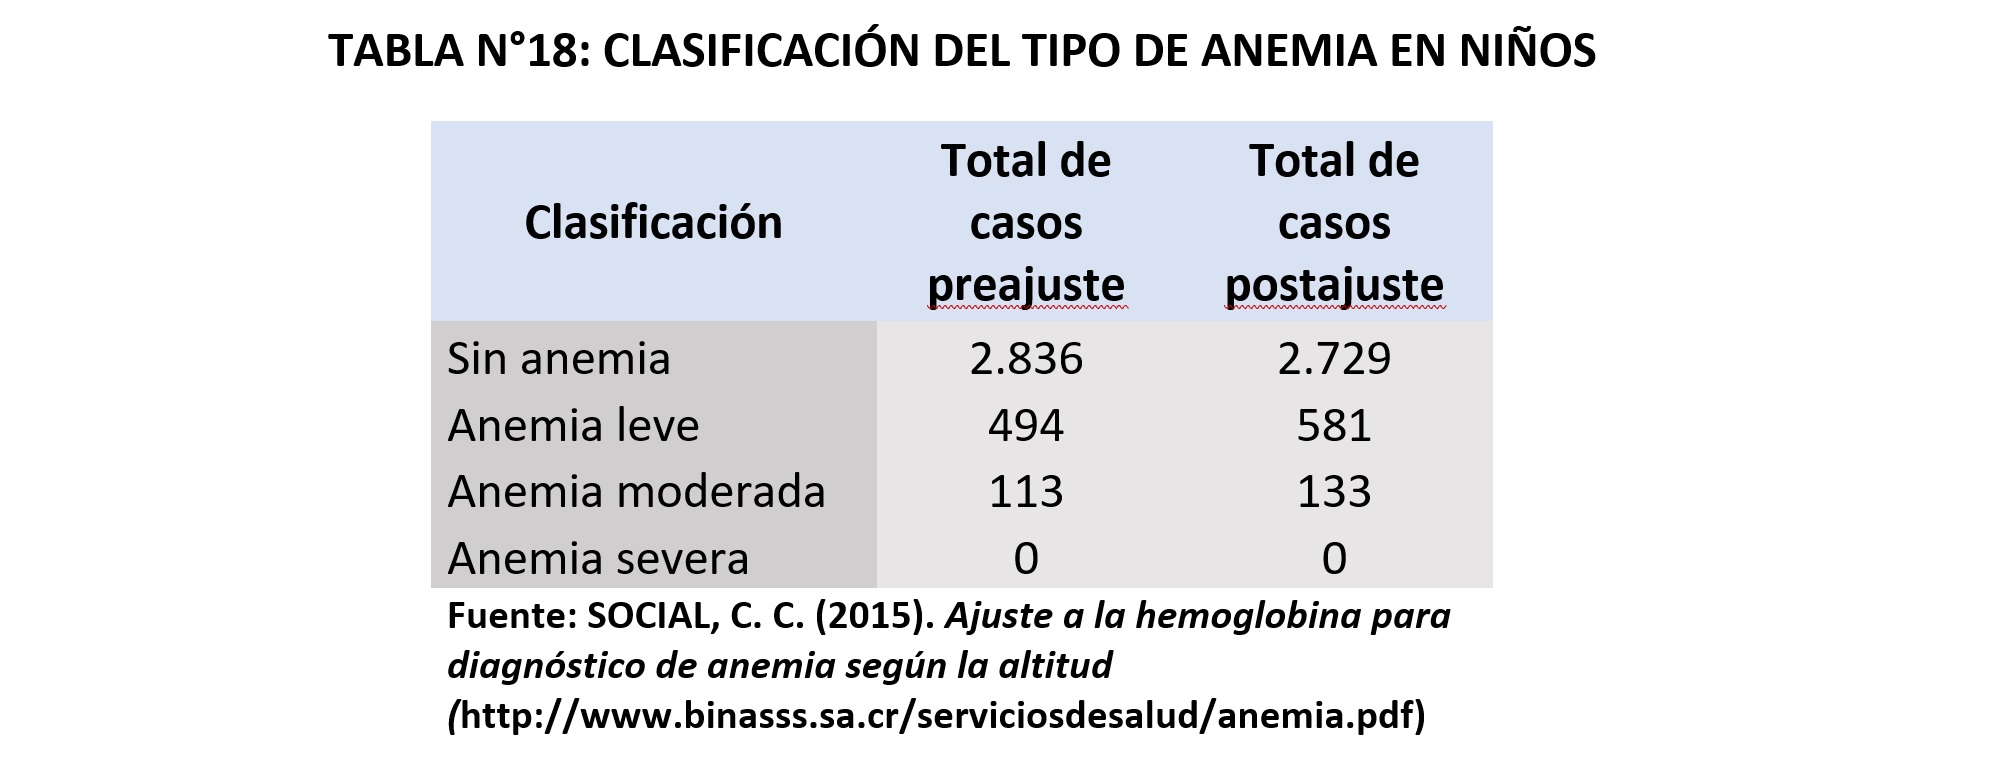 TABLA N°18: CLASIFICACIÓN DEL TIPO DE ANEMIA EN NIÑOS
Clasificación
Total de
casos
preajuste
Total de
casos
postajuste
Sin anemia 2.836 2.729
Anemia leve 494 581
Anemia moderada 113 133
Anemia severa 0 0
Fuente: SOCIAL, C. C. (2015). Ajuste a la hemoglobina para
diagnóstico de anemia según la altitud
(http://www.binasss.sa.cr/serviciosdesalud/anemia.pdf)